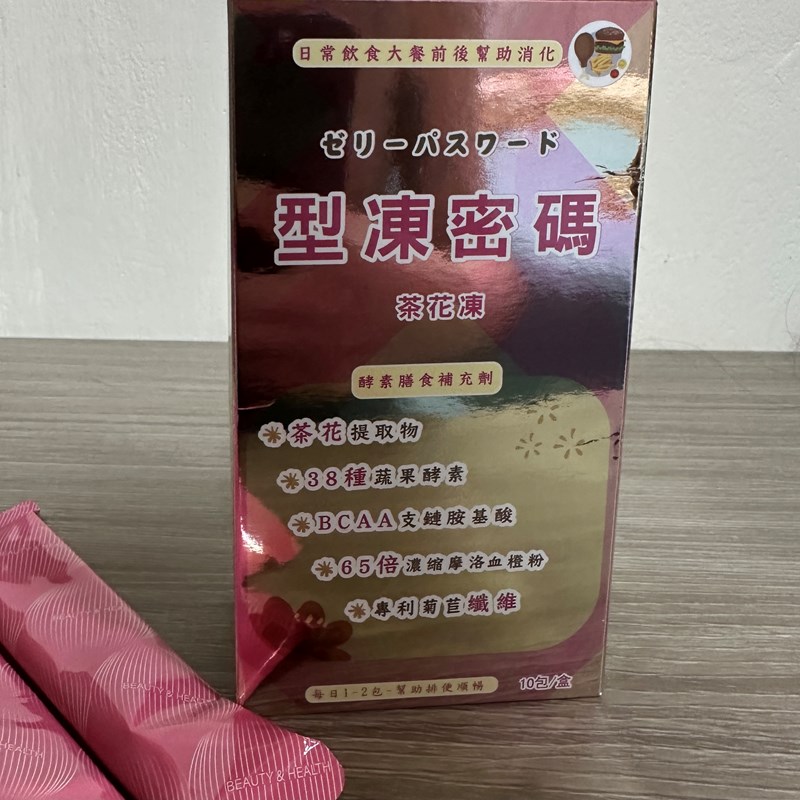 日常飲食大餐前後幫助消化
ゼリーパスワード
型凍密碼
茶花凍
酵素膳食補充劑
茶花提取物
38種蔬果酵素
BCAA支鏈胺基酸
65倍濃缩摩洛血橙粉
專利菊苣纖維
每日1-2包-幫助排便順暢
10包/盒
BEAUTY & HEAL
HEALTH
BEAUTY & HEALTH